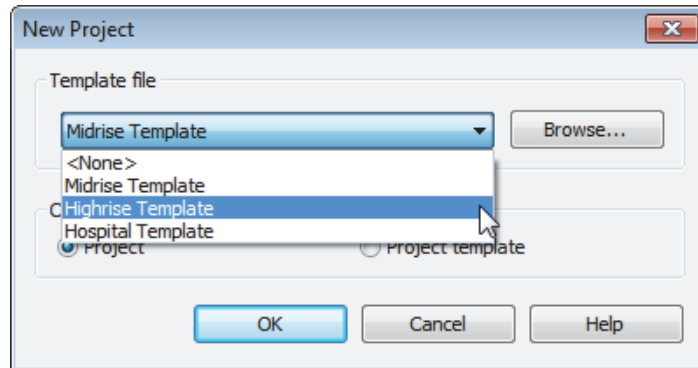 New Project
Template file
Midrise Template
Browse...
<None>
Midrise Template
Highrise Template
Hospital Template
Project
Project template
OK
Cancel
Help